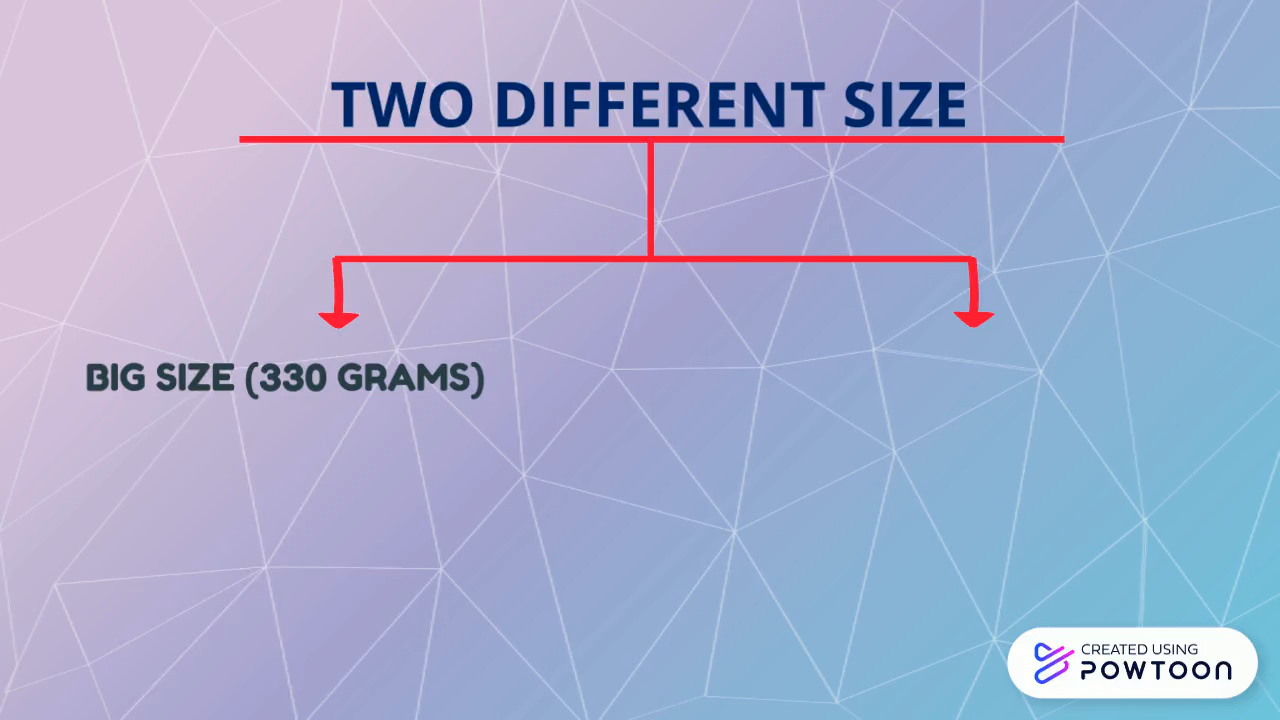 TWO DIFFERENT SIZE
BIG SIZE (330 GRAMS)
CREATED USING
POWTOON